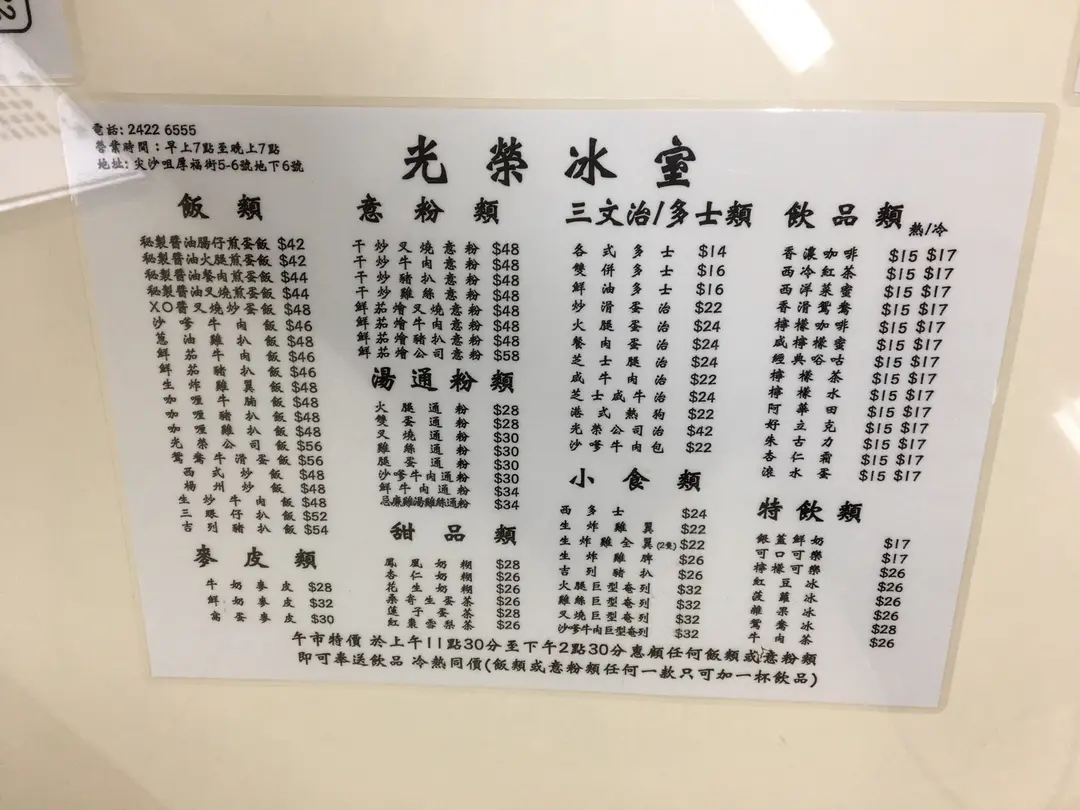 電話: 2422 6555
營業時間：早上7點至晚上7點
地址: 尖沙咀厚福街5-6號地下6號
光榮冰室
飯類
秘製醬油腸仔煎蛋飯 $42
秘製醬油火腿煎蛋飯 $42
秘製醬油餐肉煎蛋飯 $44
秘製醬油叉燒煎蛋飯 $44
XO醬叉燒炒蛋飯 $48
沙嗲牛肉飯 $46
蔥油雞扒飯 $48
鮮茄牛肉飯 $46
鮮茄豬扒飯 $46
生炸雞翼飯 $48
咖喱牛腩飯 $48
咖喱豬扒飯 $48
咖喱雞扒飯 $48
光榮公司飯 $56
鴛鴦牛滑蛋飯 $56
西式炒飯 $48
楊州炒飯 $48
生炒牛肉飯 $48
三眼仔扒飯 $52
吉列豬扒飯 $54
麥皮類
牛奶麥皮 $28
鮮奶麥皮 $32
窩蛋麥皮 $30
意粉類
干炒叉燒意粉 $48
干炒牛肉意粉 $48
干炒豬扒意粉 $48
干炒雞絲意粉 $48
鮮茄燴叉燒意粉 $48
鮮茄燴牛肉意粉 $48
鮮茄燴豬扒意粉 $48
鮮茄燴公司意粉 $58
湯通粉類
火腿通粉 $28
雙蛋通粉 $28
叉燒通粉 $30
雞絲通粉 $30
腿蛋通粉 $30
沙嗲牛肉通粉 $30
鮮牛肉通粉 $34
忌廉雞湯雞絲通粉 $34
甜品類
鳳凰奶糊 $28
杏仁奶糊 $26
花生奶糊 $26
桑寄生蛋茶 $28
蓮子蛋茶 $28
紅棗雪梨茶 $26
三文治/多士類
各式多士 $14
雙併多士 $16
鮮油多士 $16
炒滑蛋治 $22
火腿蛋治 $24
餐肉蛋治 $24
芝士腿治 $24
咸牛肉治 $22
芝士咸牛治 $24
港式熱狗 $22
光榮公司治 $42
沙嗲牛肉包 $22
小食類
西多士 $24
生炸雞翼 $22
生炸雞全翼(2隻) $22
生炸雞脾 $26
吉列豬扒 $26
火腿巨型奄列 $32
雞絲巨型奄列 $32
叉燒巨型奄列 $32
沙嗲牛肉巨型奄列 $32
飲品類 熱/冷
香濃咖啡 $15 $17
西冷紅茶 $15 $17
西洋菜蜜 $15 $17
香滑鴛鴦 $15 $17
檸檬咖啡 $15 $17
咸檸檬蜜 $15 $17
經典唂咕 $15 $17
檸檬茶 $15 $17
檸檬水 $15 $17
阿華田 $15 $17
好立克 $15 $17
朱古力 $15 $17
杏仁霜 $15 $17
滾水蛋 $15 $17
特飲類
銀蓋鮮奶 $17
可口可樂 $17
檸檬可樂 $26
紅豆冰 $26
菠蘿冰 $26
雜果冰 $26
鴛鴦冰 $28
牛肉茶 $26
午市特價 於上午11點30分至下午2點30分惠顧任何飯類或意粉類
即可奉送飲品 冷熱同價(飯類或意粉類任何一款只可加一杯飲品)